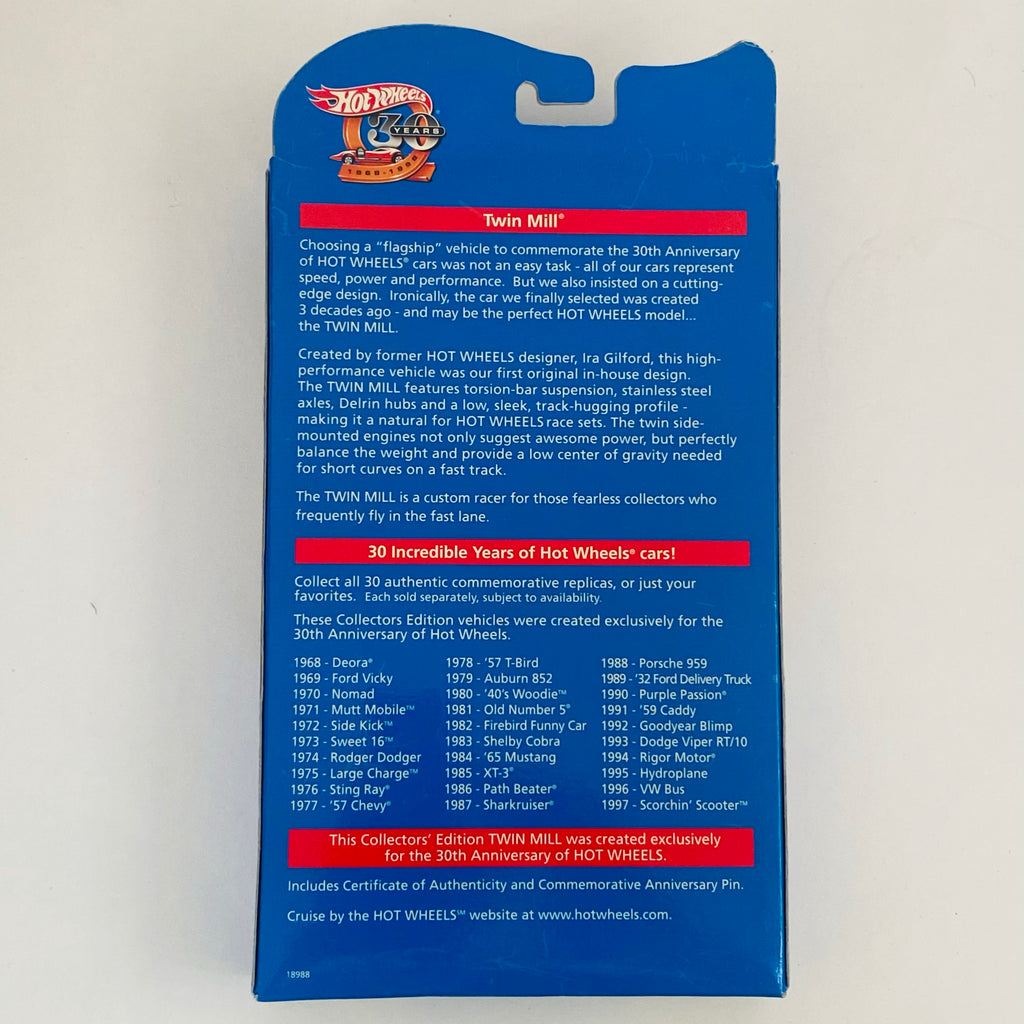 Hot Wheels®
30
YEARS
1968-1998
Twin Mill®
Choosing a “flagship” vehicle to commemorate the 30th Anniversary
of HOT WHEELS® cars was not an easy task - all of our cars represent
speed, power and performance. But we also insisted on a cutting-
edge design. Ironically, the car we finally selected was created
3 decades ago - and may be the perfect HOT WHEELS model...
the TWIN MILL.
Created by former HOT WHEELS designer, Ira Gilford, this high-
performance vehicle was our first original in-house design.
The TWIN MILL features torsion-bar suspension, stainless steel
axles, Delrin hubs and a low, sleek, track-hugging profile -
making it a natural for HOT WHEELS race sets. The twin side-
mounted engines not only suggest awesome power, but perfectly
balance the weight and provide a low center of gravity needed
for short curves on a fast track.
The TWIN MILL is a custom racer for those fearless collectors who
frequently fly in the fast lane.
30 Incredible Years of Hot Wheels® cars!
Collect all 30 authentic commemorative replicas, or just your
favorites. Each sold separately, subject to availability.
These Collectors Edition vehicles were created exclusively for the
30th Anniversary of Hot Wheels.
1968 - Deora®
1969 - Ford Vicky
1970 - Nomad
1971 - Mutt Mobile™
1972 - Side Kick™
1973 - Sweet 16™
1974 - Rodger Dodger
1975 - Large Charge™
1976 - Sting Ray®
1977 - ’57 Chevy®
1978 - ’57 T-Bird
1979 - Auburn 852
1980 - ’40’s Woodie™
1981 - Old Number 5®
1982 - Firebird Funny Car
1983 - Shelby Cobra
1984 - ’65 Mustang
1985 - XT-3®
1986 - Path Beater®
1987 - Sharkruiser®
1988 - Porsche 959
1989 - ’32 Ford Delivery Truck
1990 - Purple Passion®
1991 - ’59 Caddy
1992 - Goodyear Blimp
1993 - Dodge Viper RT/10
1994 - Rigor Motor®
1995 - Hydroplane
1996 - VW Bus
1997 - Scorchin’ Scooter™
This Collectors’ Edition TWIN MILL was created exclusively
for the 30th Anniversary of HOT WHEELS.
Includes Certificate of Authenticity and Commemorative Anniversary Pin.
Cruise by the HOT WHEELS℠ website at www.hotwheels.com.
18988